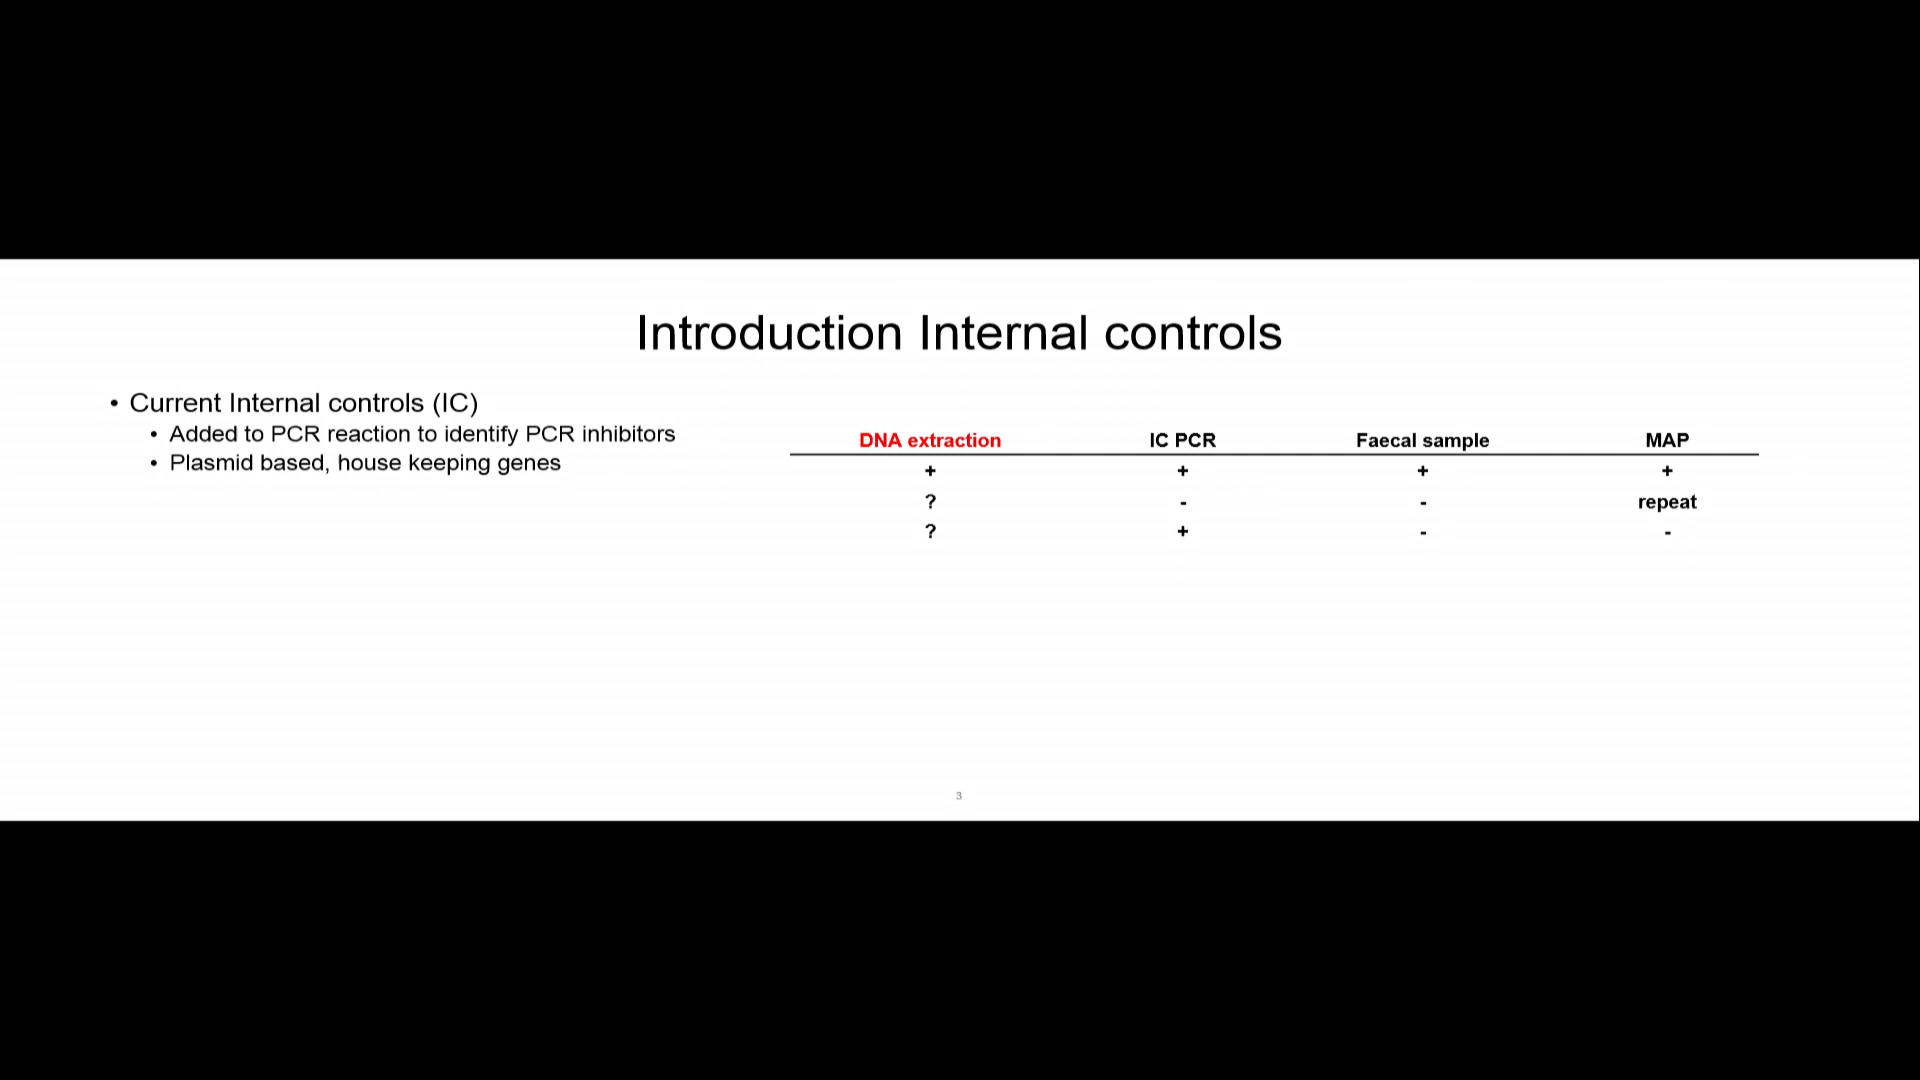 Introduction Internal controls
• Current Internal controls (IC)
• Added to PCR reaction to identify PCR inhibitors
• Plasmid based, house keeping genes
DNA extraction IC PCR Faecal sample MAP
+ + + +
? - - repeat
? + - -
3